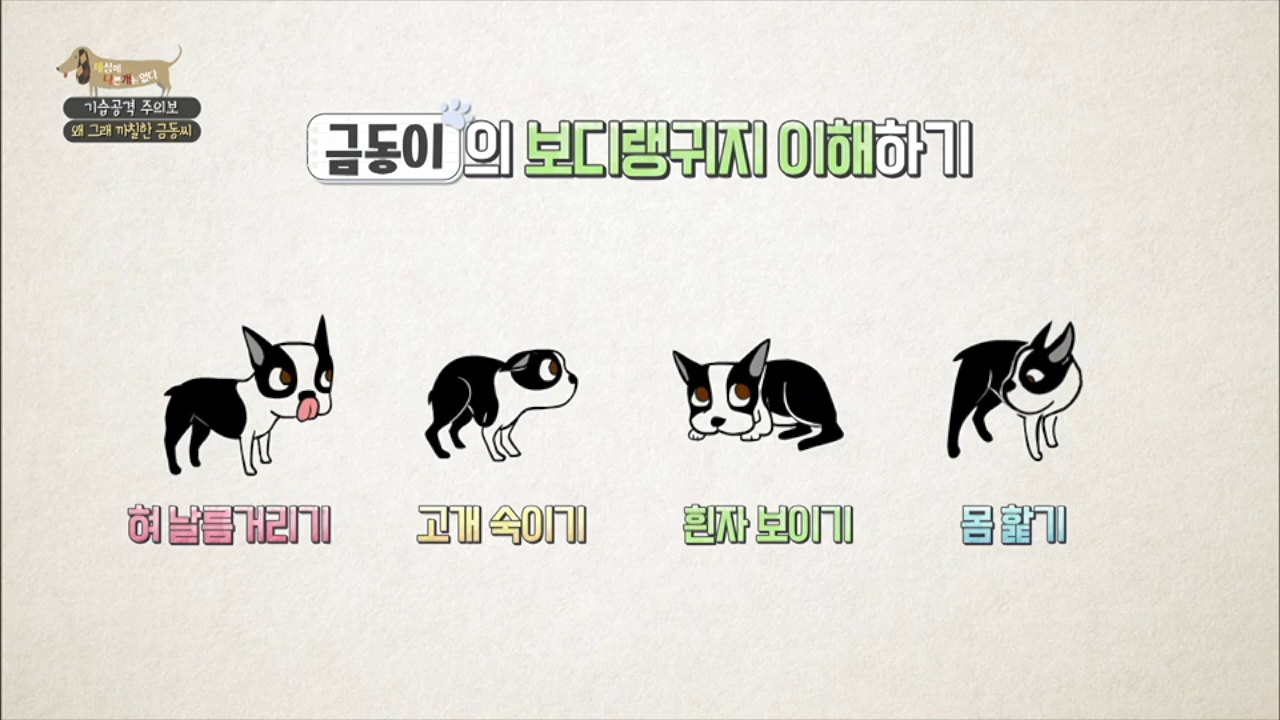 세상에
나쁜 개는 없다
기습공격 주의보
왜 그래 까칠한 금동씨
금동이의 보디랭귀지 이해하기
혀 날름거리기
고개 숙이기
흰자 보이기
몸 핥기